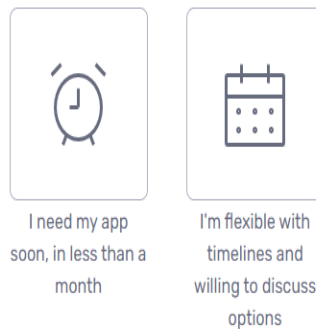 I need my app
soon, in less than a
month
I'm flexible with
timelines and
willing to discuss
options